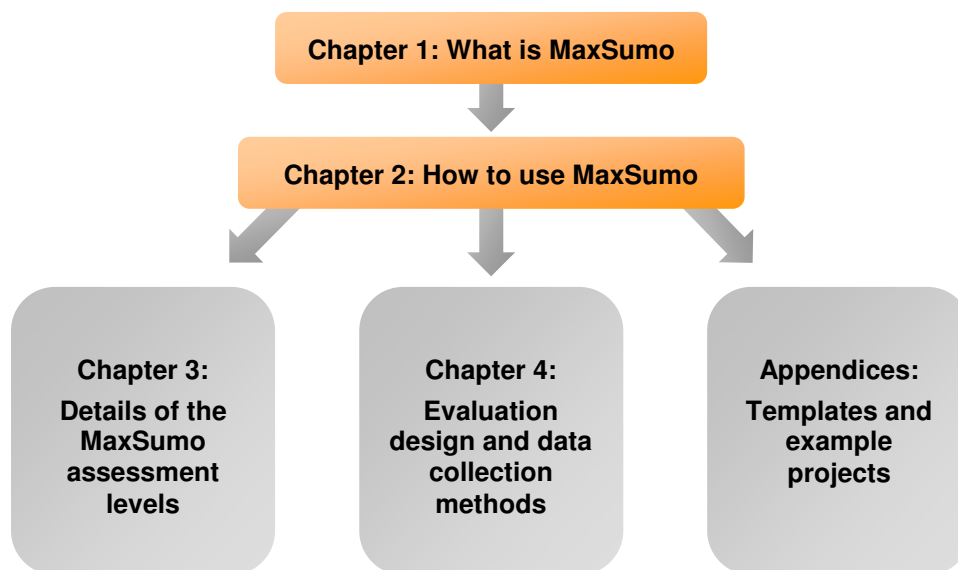 Chapter 1: What is MaxSumo
Chapter 2: How to use MaxSumo
Chapter 3:
Details of the
MaxSumo
assessment
levels
Chapter 4:
Evaluation
design and data
collection
methods
Appendices:
Templates and
example
projects